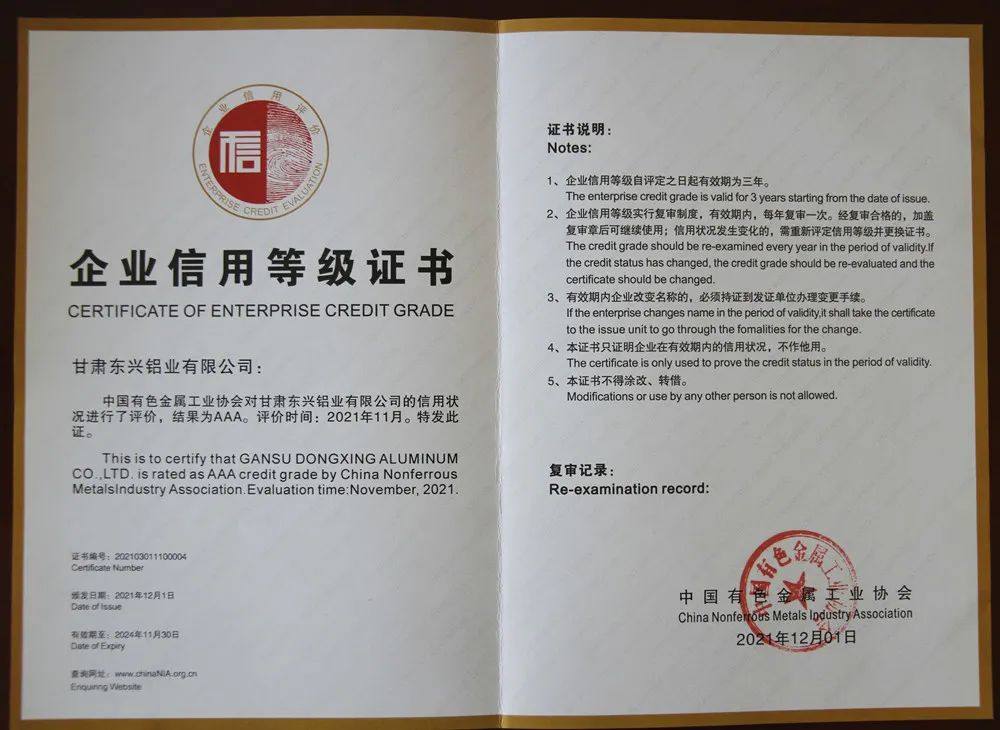 企业信用评价
信
ENTERPRISE CREDIT EVALUATION
企业信用等级证书
CERTIFICATE OF ENTERPRISE CREDIT GRADE
甘肃东兴铝业有限公司：
中国有色金属工业协会对甘肃东兴铝业有限公司的信用状
况进行了评价，结果为AAA。评价时间：2021年11月。特发此
证。
This is to certify that GANSU DONGXING ALUMINUM
CO.,LTD. is rated as AAA credit grade by China Nonferrous
MetalsIndustry Association.Evaluation time:November, 2021.
证书编号：202103011100004
Certificate Number
颁发日期：2021年12月1日
Date of Issue
有效期至：2024年11月30日
Date of Expiry
查询网址：www.chinaNIA.org.cn
Enquiring Website
证书说明：
Notes:
1、企业信用等级自评定之日起有效期为三年。
The enterprise credit grade is valid for 3 years starting from the date of issue.
2、企业信用等级实行复审制度，有效期内，每年复审一次。经复审合格的，加盖
复审章后可继续使用；信用状况发生变化的，需重新评定信用等级并更换证书。
The credit grade should be re-examined every year in the period of validity.If
the credit status has changed, the credit grade should be re-evaluated and the
certificate should be changed.
3、有效期内企业改变名称的，必须持证到发证单位办理变更手续。
If the enterprise changes name in the period of validity,it shall take the certificate
to the issue unit to go through the fomalities for the change.
4、本证书只证明企业在有效期内的信用状况，不作他用。
The certificate is only used to prove the credit status in the period of validity.
5、本证书不得涂改、转借。
Modifications or use by any other person is not allowed.
复审记录：
Re-examination record:
中国有色金属工业协会
中国有色金属工业协会
China Nonferrous Metals Industry Association
2021年12月01日